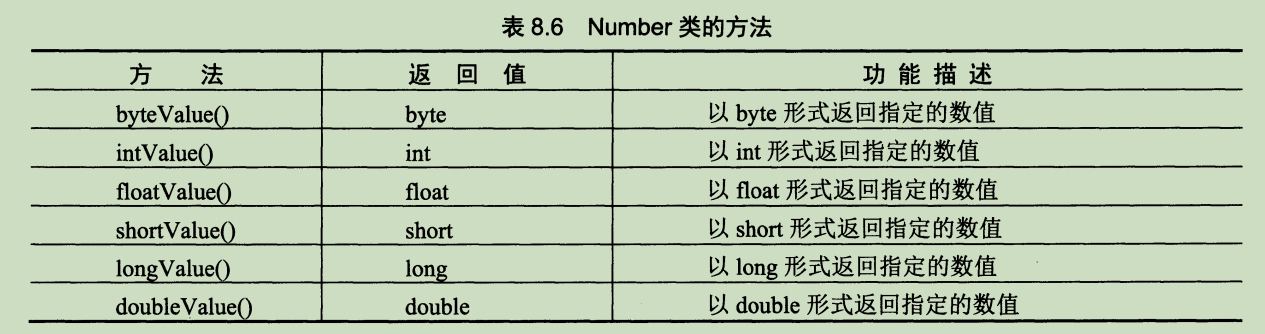 表 8.6 Number 类的方法
方 法 返 回 值 功 能 描 述
byteValue() byte 以 byte 形式返回指定的数值
intValue() int 以 int 形式返回指定的数值
floatValue() float 以 float 形式返回指定的数值
shortValue() short 以 short 形式返回指定的数值
longValue() long 以 long 形式返回指定的数值
doubleValue() double 以 double 形式返回指定的数值